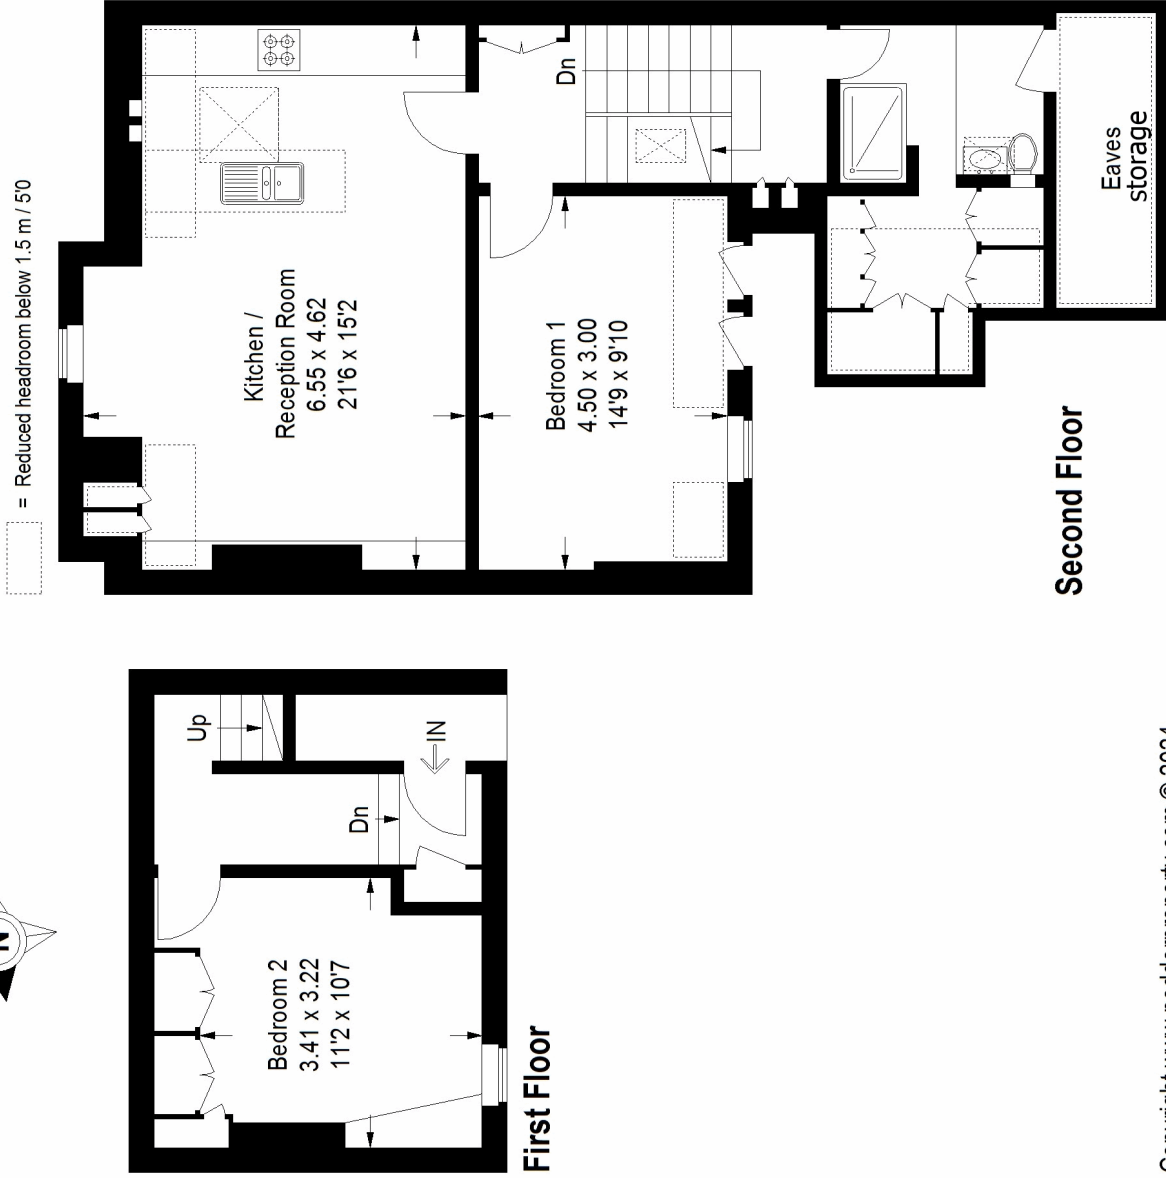 = Reduced headroom below 1.5 m / 5'0
Kitchen /
Reception Room
6.55 x 4.62
21'6 x 15'2
Dn
Bedroom 1
4.50 x 3.00
14'9 x 9'10
Eaves
storage
Second Floor
N
Up
Dn
IN
Bedroom 2
3.41 x 3.22
11'2 x 10'7
First Floor